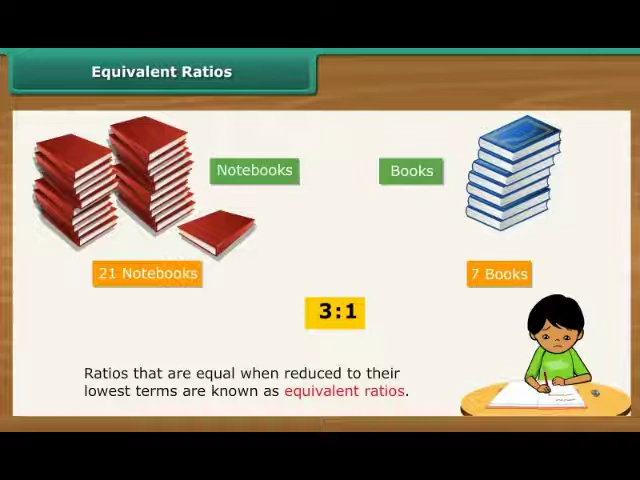 Equivalent Ratios
Notebooks
Books
21 Notebooks
7 Books
3:1
Ratios that are equal when reduced to their
lowest terms are known as equivalent ratios.